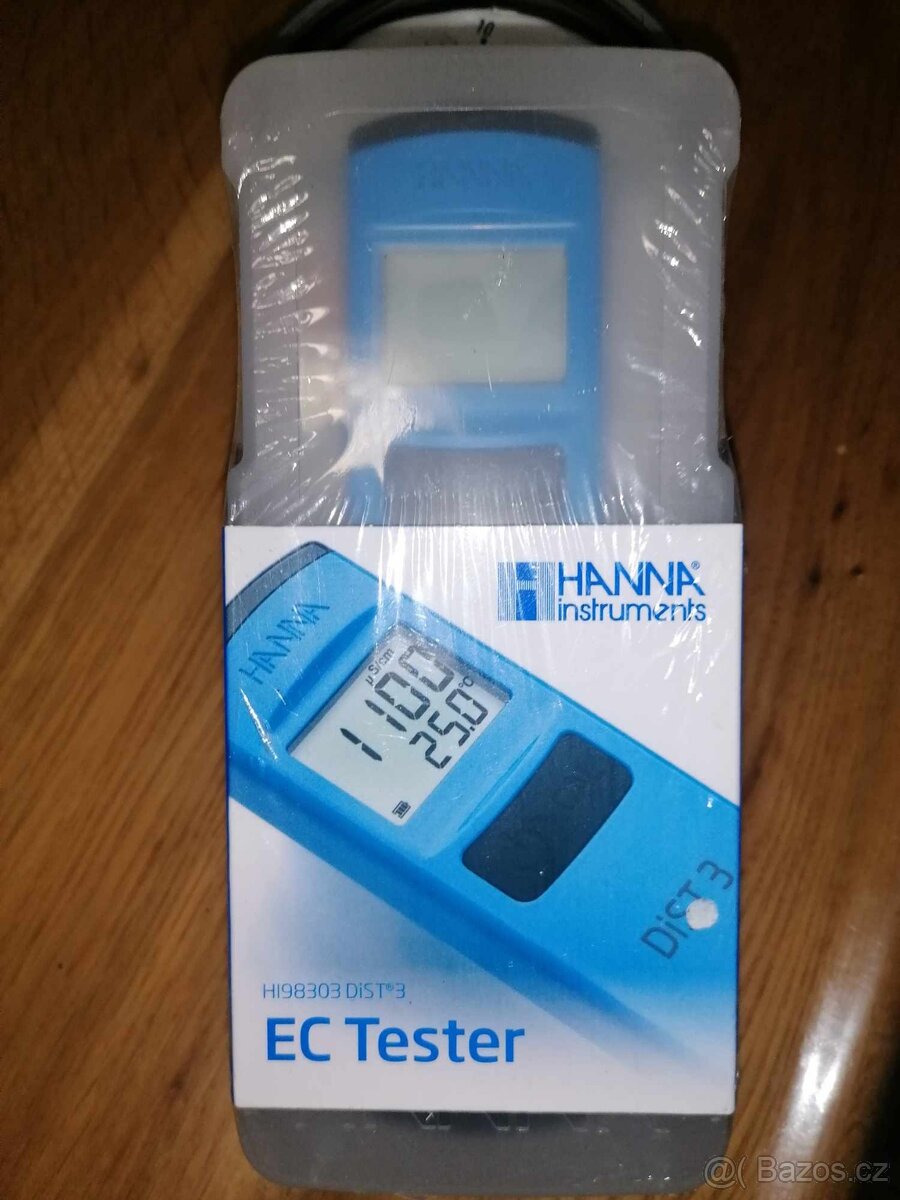 HANNA
instruments
HANNA
µS/cm
1100
25.0 °C
DiST 3
HI98303 DiST®3
EC Tester
@( Bazos.cz